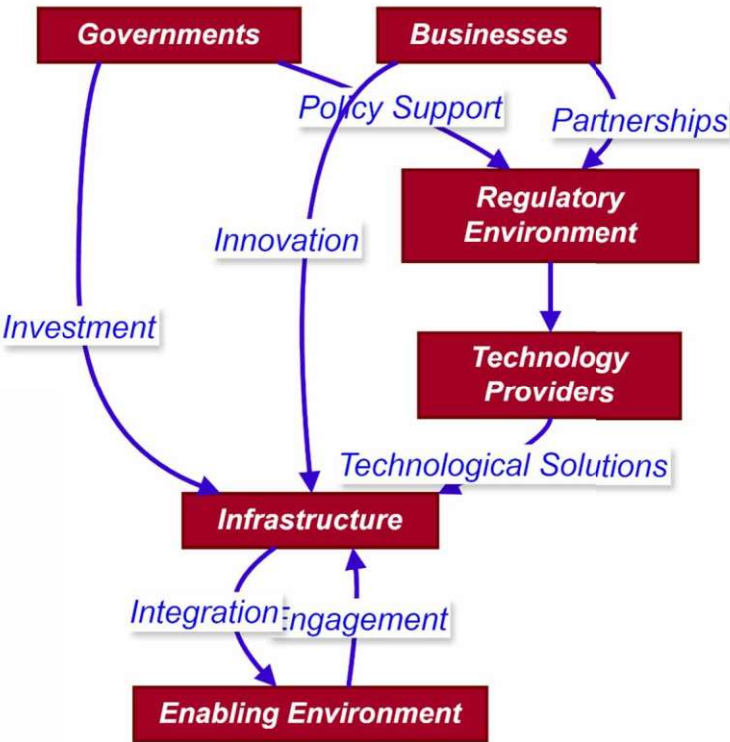 Governments
Businesses
Policy Support
Partnerships
Regulatory
Environment
Innovation
Investment
Technology
Providers
Technological Solutions
Infrastructure
Integration
Engagement
Enabling Environment